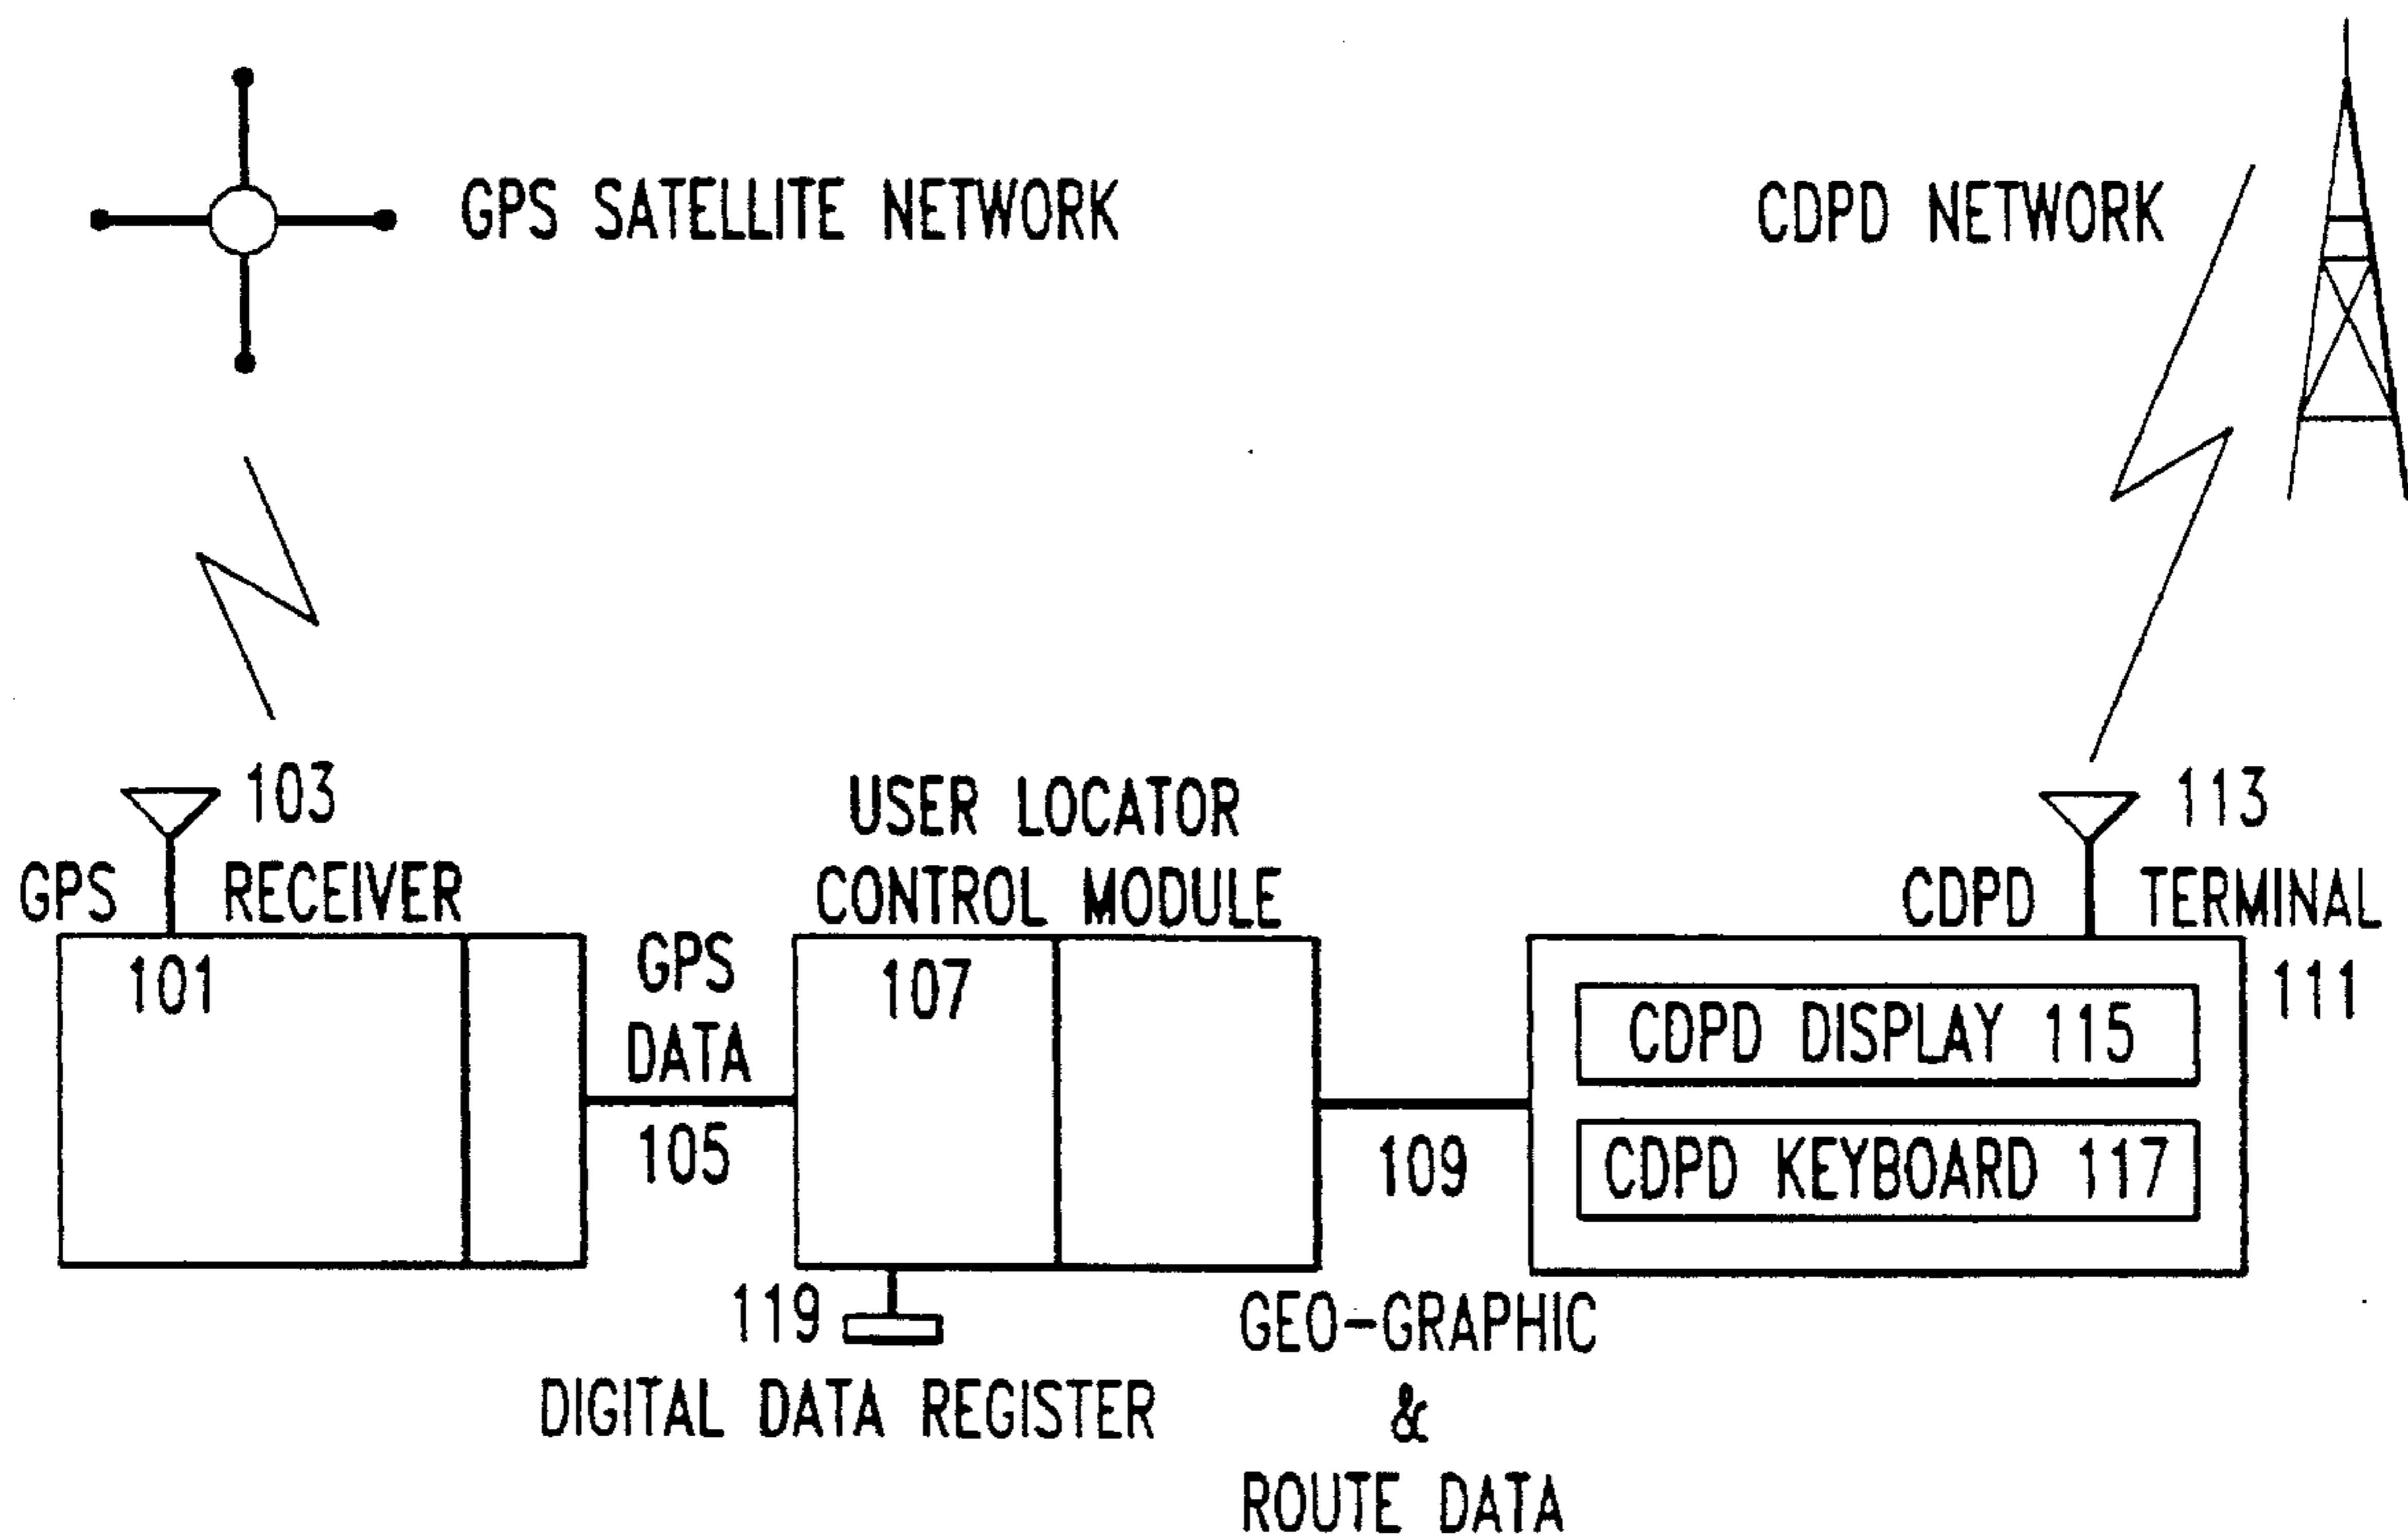 GPS SATELLITE NETWORK
CDPD NETWORK
103
GPS RECEIVER
101
GPS
DATA
105
USER LOCATOR
CONTROL MODULE
107
119
DIGITAL DATA REGISTER
109
GEO-GRAPHIC
&
ROUTE DATA
113
CDPD TERMINAL
111
CDPD DISPLAY 115
CDPD KEYBOARD 117